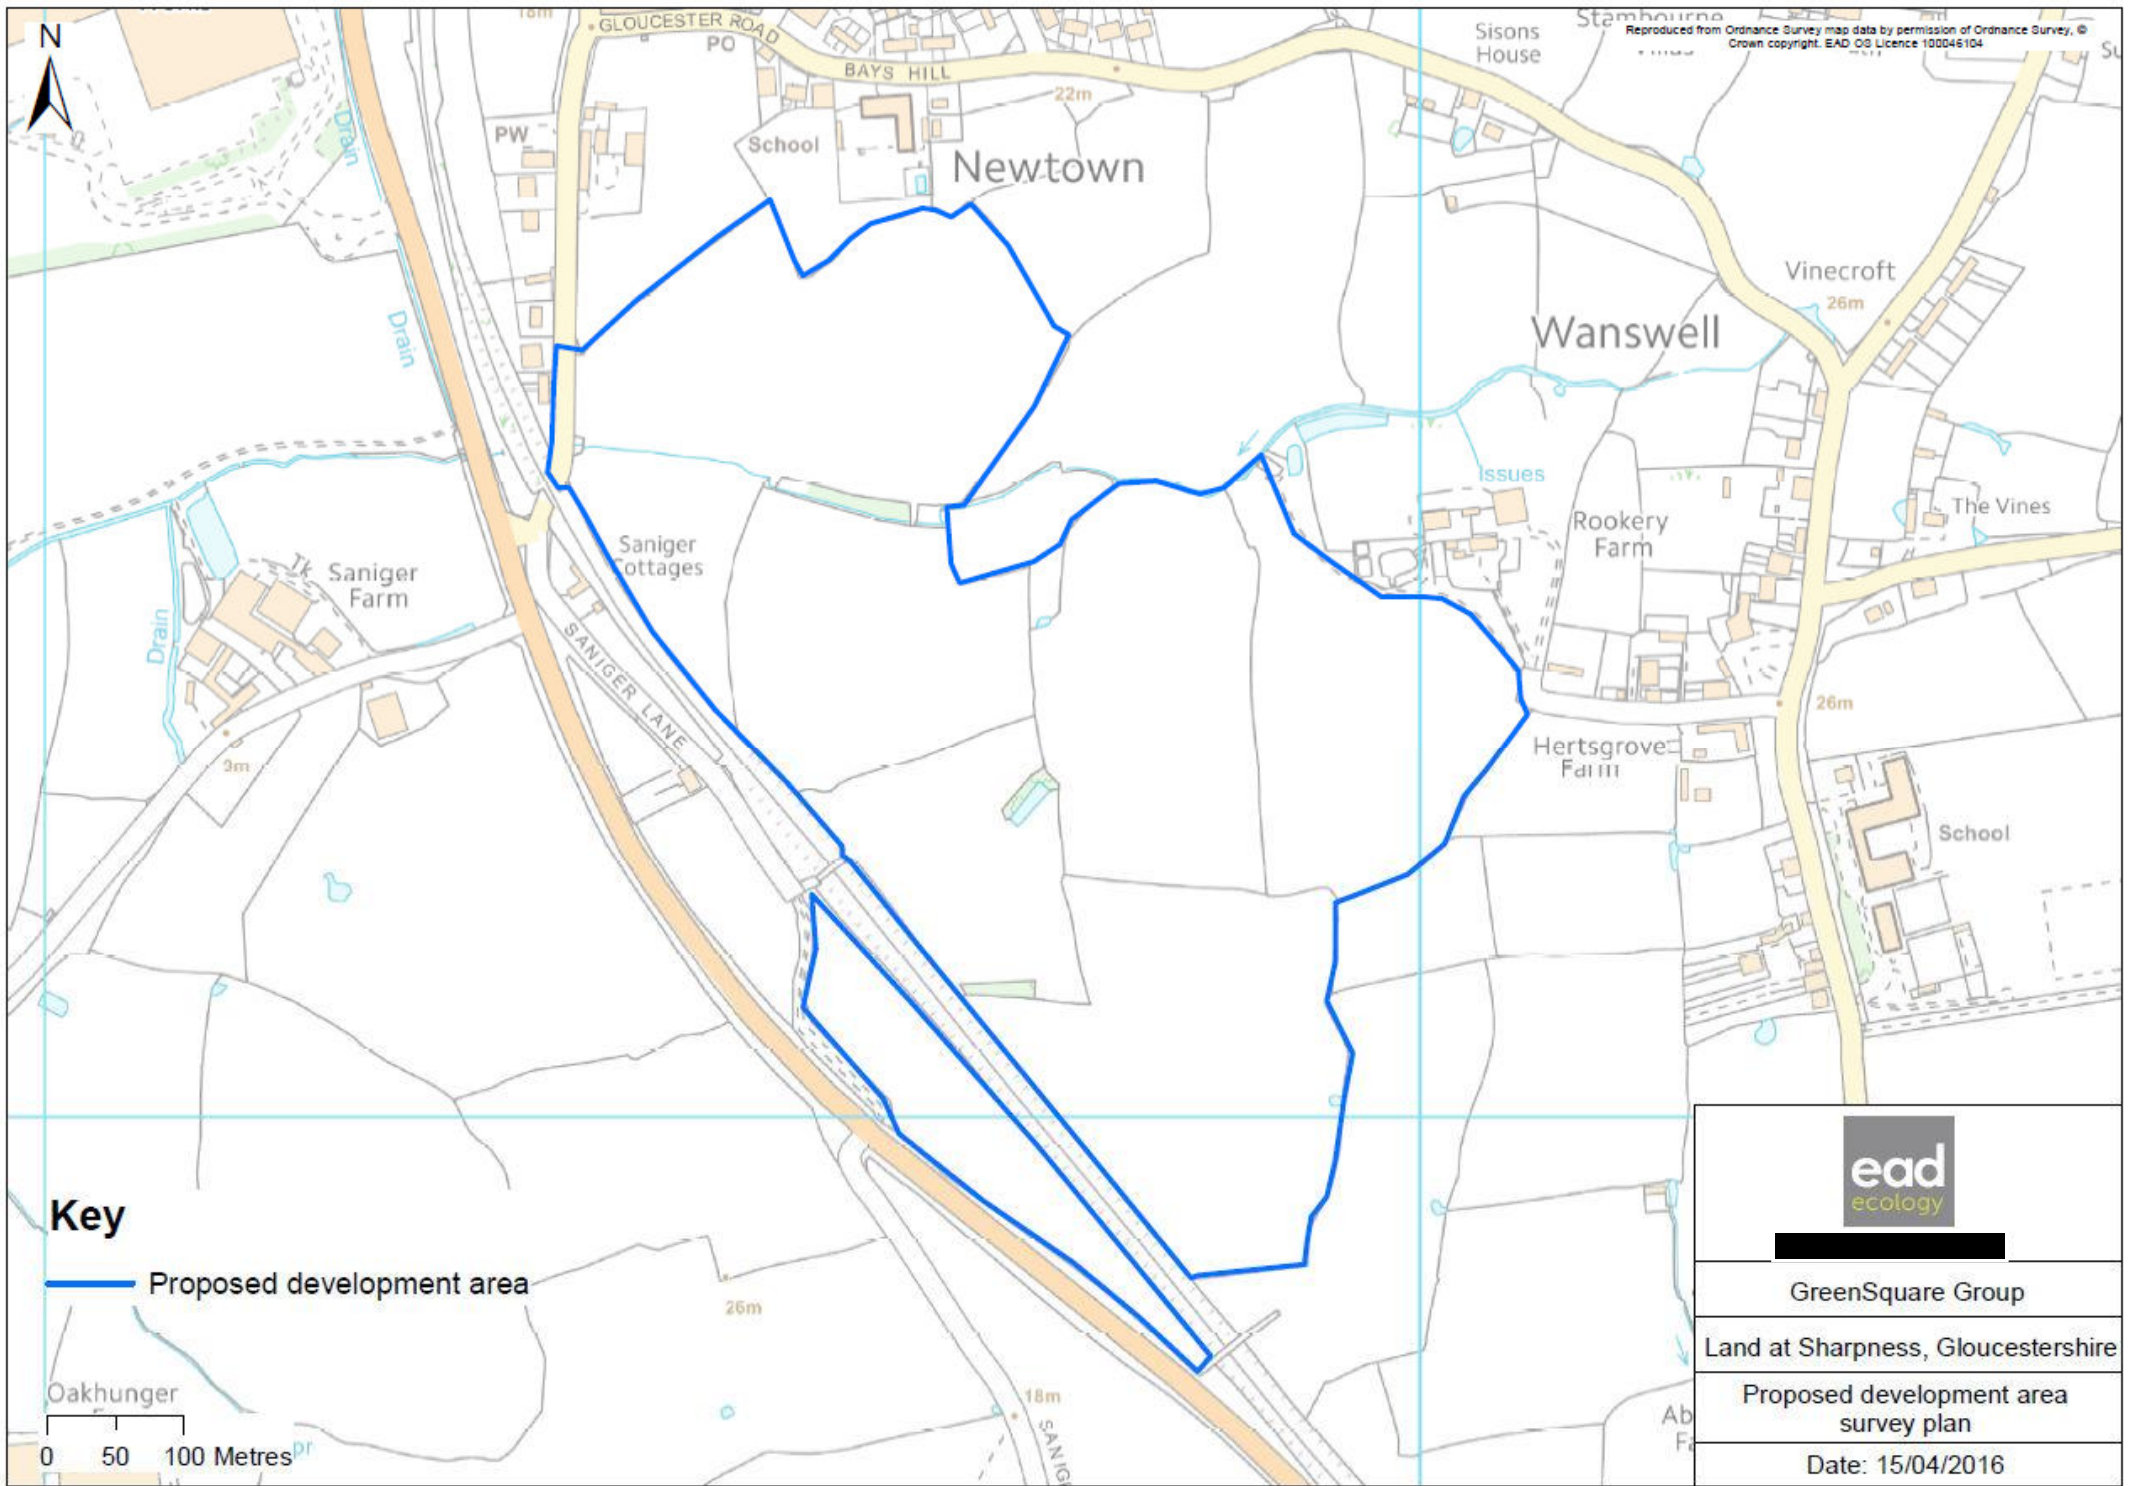 N
18m
GLOUCESTER ROAD
PO
BAYS HILL
22m
Sisons
House
Stambourne
Reproduced from Ordnance Survey map data by permission of Ordnance Survey, ©
Crown copyright. EAD OS Licence 100046104
Drain
PW
School
Newtown
Vinecroft
26m
Drain
Wanswell
Issues
The Vines
Rookery
Farm
Saniger
Cottages
Tk
Saniger
Farm
Drain
SANIGER LANE
26m
9m
Hertsgrove
Farm
School
Key
Proposed development area
26m
Oakhunger
18m
0 50 100 Metres
ead
ecology
GreenSquare Group
Land at Sharpness, Gloucestershire
Proposed development area
survey plan
Date: 15/04/2016